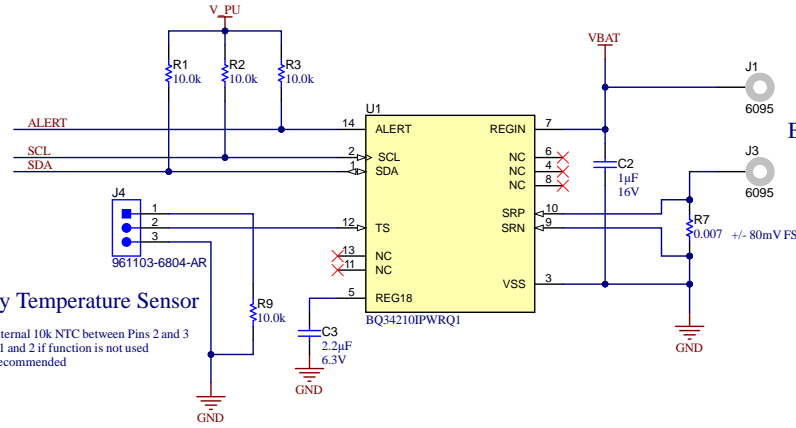 V_PU
R1
10.0k
R2
10.0k
R3
10.0k
VBAT
J1
6095
U1
ALERT
14
ALERT
REGIN
7
SCL
2
SCL
NC
6
SDA
1
SDA
NC
4
NC
8
C2
1µF
16V
J3
6095
J4
1
2
3
961103-6804-AR
12
TS
SRP
10
SRN
9
R7
0.007
+/- 80mV FS
13
NC
11
NC
VSS
3
5
REG18
BQ34210IPWRQ1
y Temperature Sensor
R9
10.0k
ternal 10k NTC between Pins 2 and 3
1 and 2 if function is not used
ecommended
C3
2.2µF
6.3V
GND
GND
GND